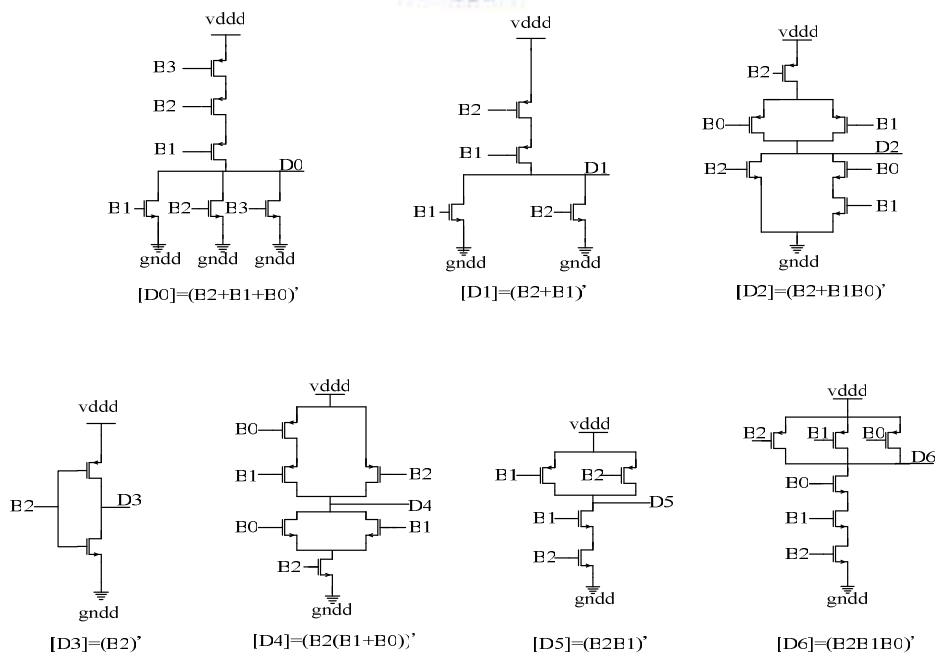 vddd
B3
B2
B1
D0
B1 B2 B3
gndd gndd gndd
[D0]=(B2+B1+B0)'
vddd
B2
B1
D1
B1 B2
gndd gndd
[D1]=(B2+B1)'
vddd
B2
B0 B1
D2
B2 B0
B1
gndd
[D2]=(B2+B1B0)'
vddd
B2 D3
gndd
[D3]=(B2)'
vddd
B0
B1 B2
D4
B0 B1
B2
gndd
[D4]=(B2(B1+B0))'
vddd
B1 B2
D5
B1
B2
gndd
[D5]=(B2B1)'
vddd
B2 B1 B0
D6
B0
B1
B2
gndd
[D6]=(B2B1B0)'